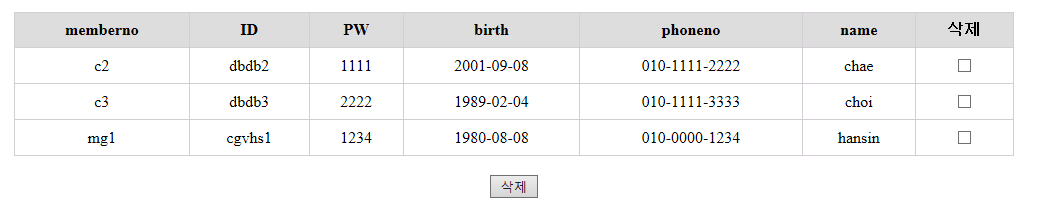 memberno ID PW birth phoneno name 삭제
c2 dbdb2 1111 2001-09-08 010-1111-2222 chae
c3 dbdb3 2222 1989-02-04 010-1111-3333 choi
mg1 cgvhs1 1234 1980-08-08 010-0000-1234 hansin
삭제